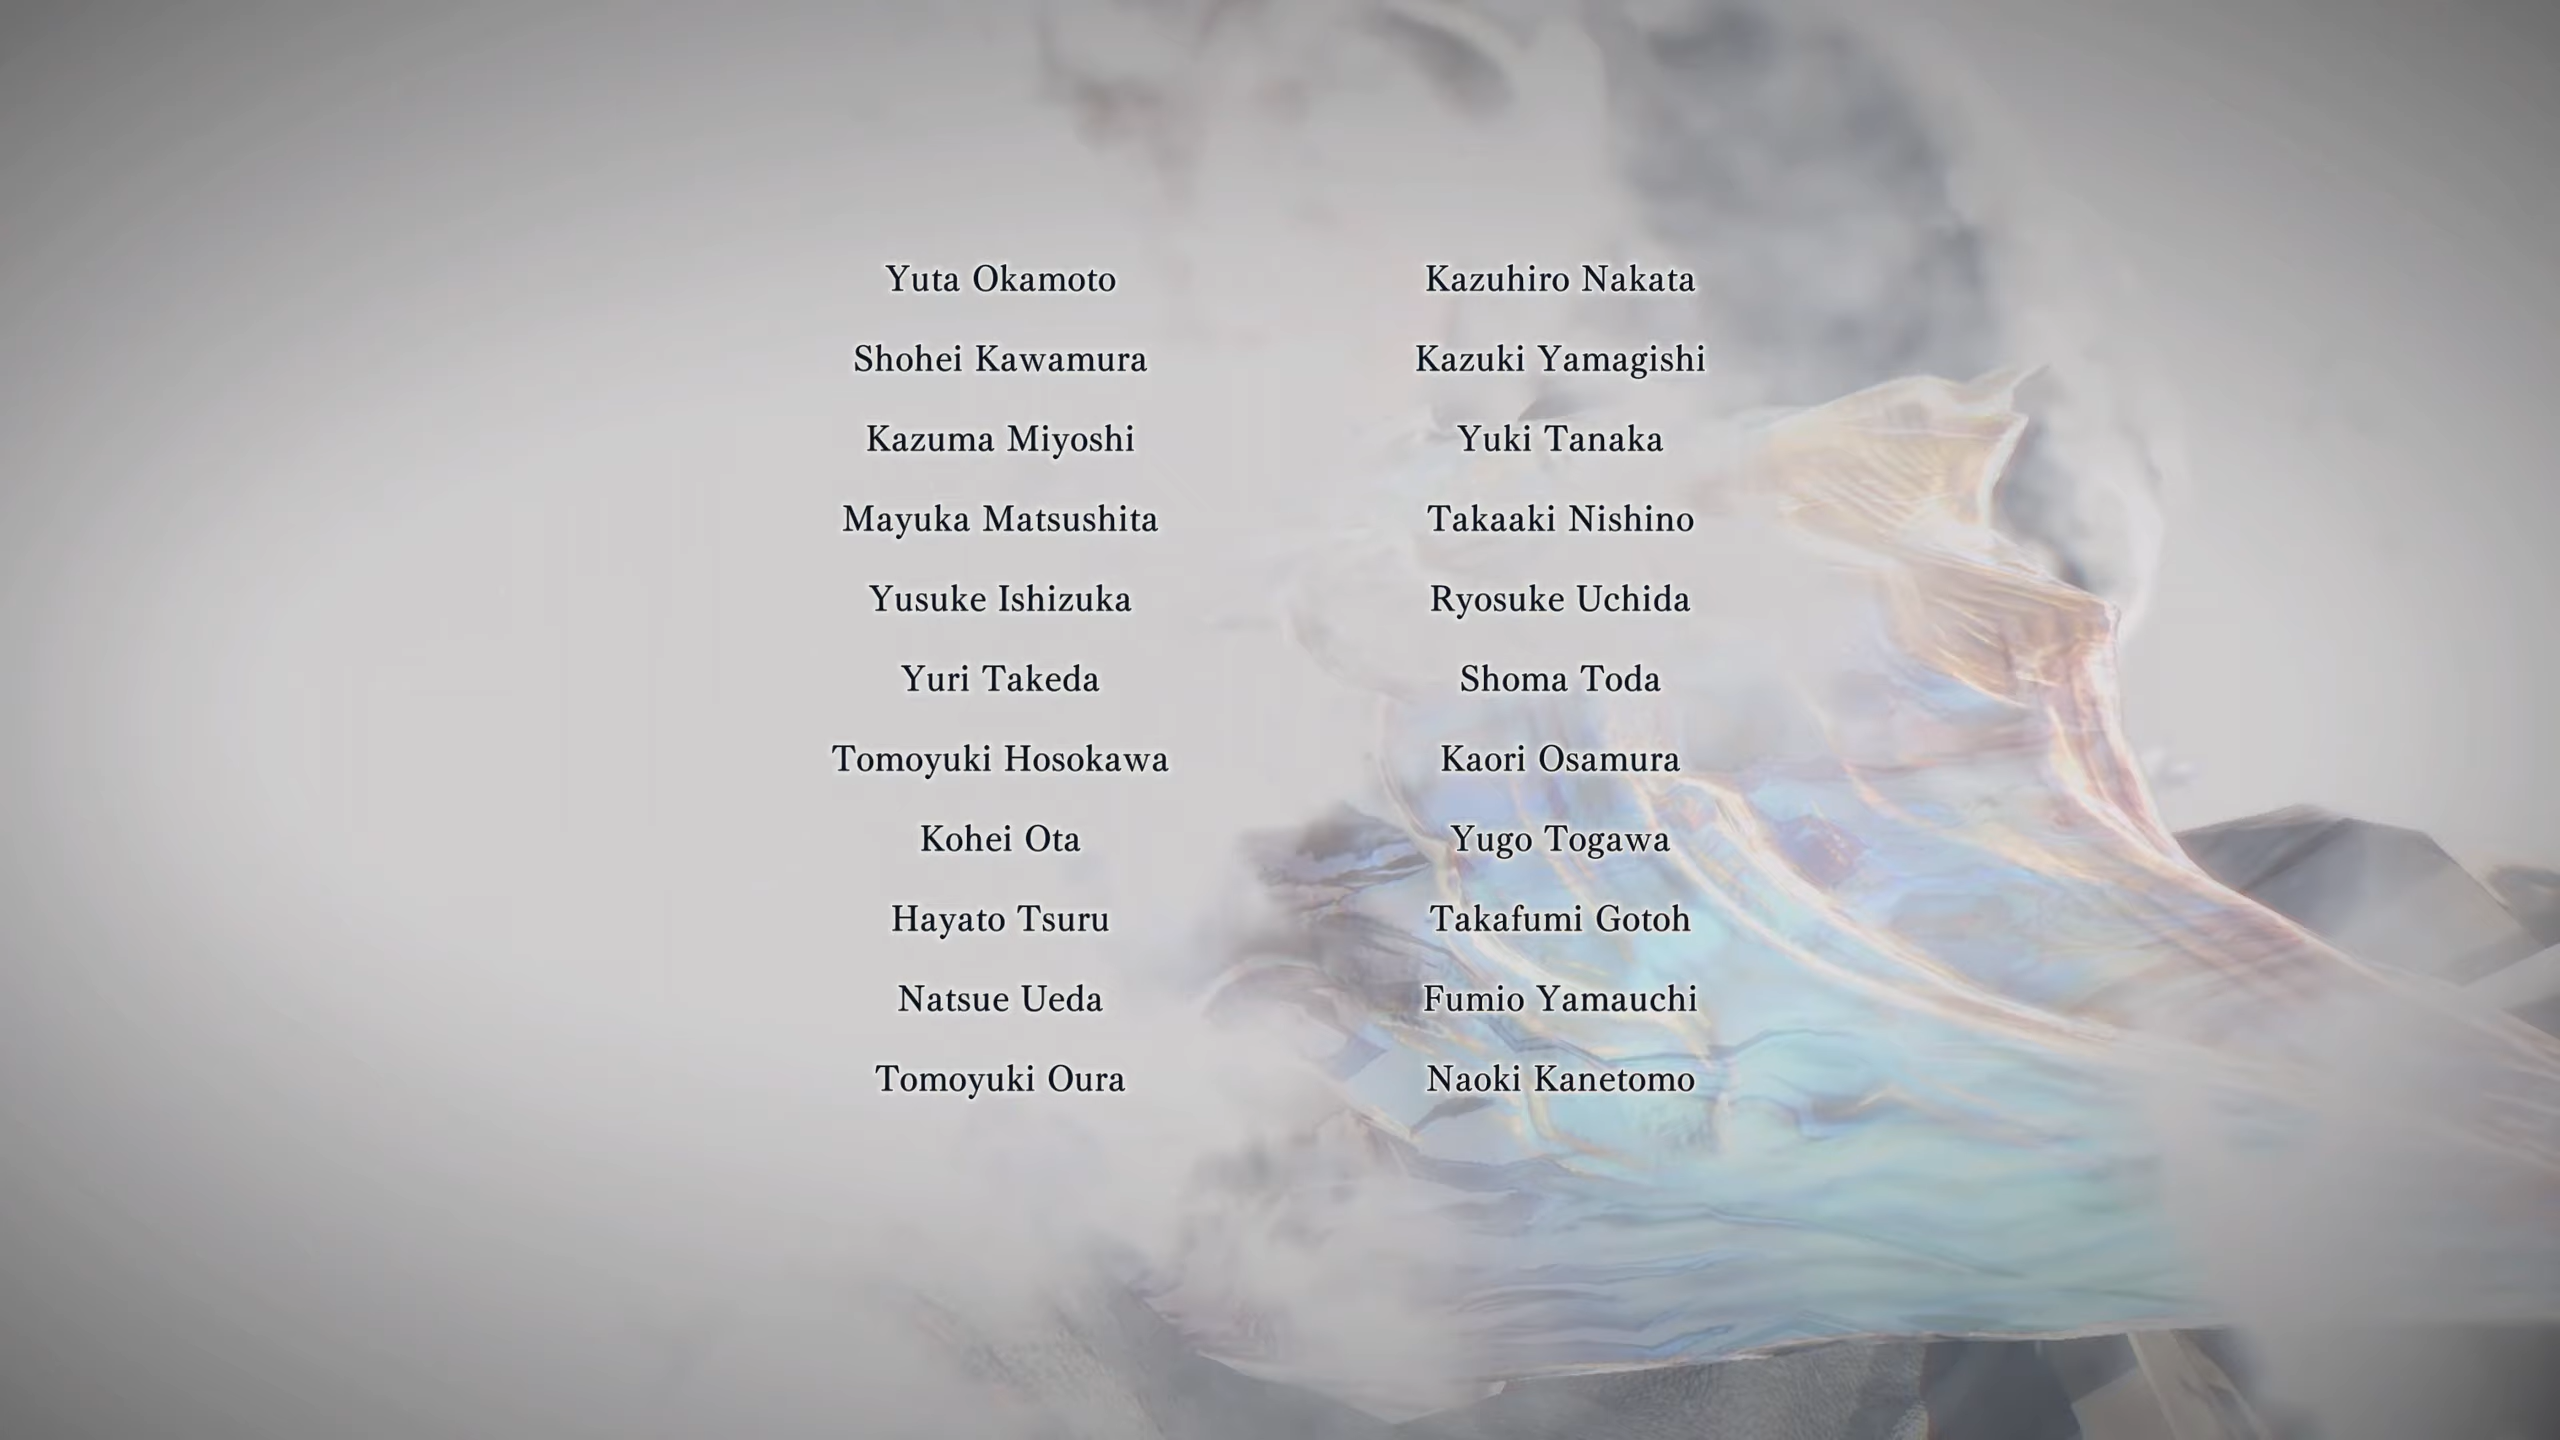 Yuta Okamoto
Shohei Kawamura
Kazuma Miyoshi
Mayuka Matsushita
Yusuke Ishizuka
Yuri Takeda
Tomoyuki Hosokawa
Kohei Ota
Hayato Tsuru
Natsue Ueda
Tomoyuki Oura
Kazuhiro Nakata
Kazuki Yamagishi
Yuki Tanaka
Takaaki Nishino
Ryosuke Uchida
Shoma Toda
Kaori Osamura
Yugo Togawa
Takafumi Gotoh
Fumio Yamauchi
Naoki Kanetomo